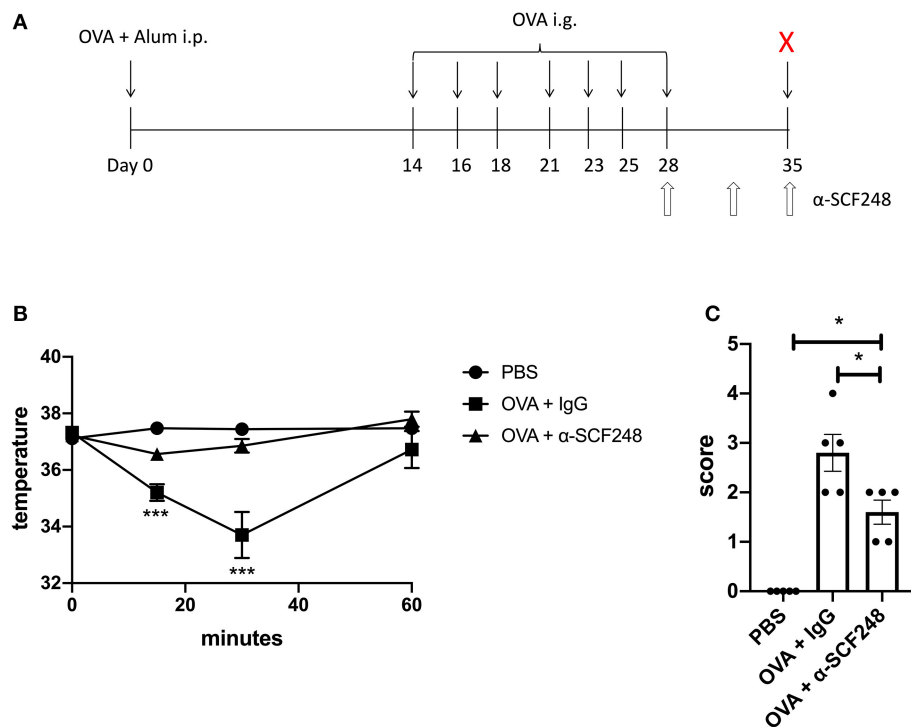 A
OVA + Alum i.p.
OVA i.g.
X
Day 0 14 16 18 21 23 25 28 35
α-SCF248
B
40
38
36
34
32
temperature
0 20 40 60
minutes
***
***
PBS
OVA + IgG
OVA + α-SCF248
C
*
*
5
4
3
2
1
0
score
PBS
OVA + IgG
OVA + α-SCF248